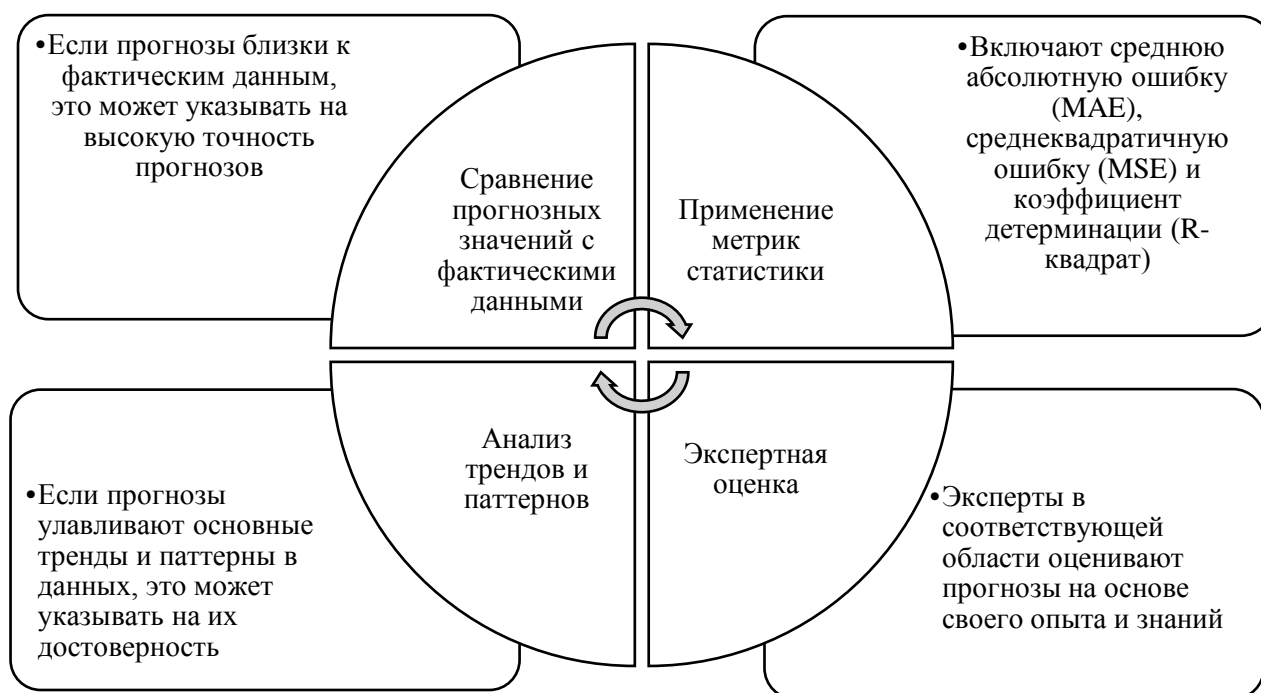 •Если прогнозы близки к
фактическим данным,
это может указывать на
высокую точность
прогнозов
Сравнение
прогнозных
значений с
фактическими
данными
Применение
метрик
статистики
•Включают среднюю
абсолютную ошибку
(MAE),
среднеквадратичную
ошибку (MSE) и
коэффициент
детерминации (R-
квадрат)
•Если прогнозы
улавливают основные
тренды и паттерны в
данных, это может
указывать на их
достоверность
Анализ
трендов и
паттернов
Экспертная
оценка
•Эксперты в
соответствующей
области оценивают
прогнозы на основе
своего опыта и знаний